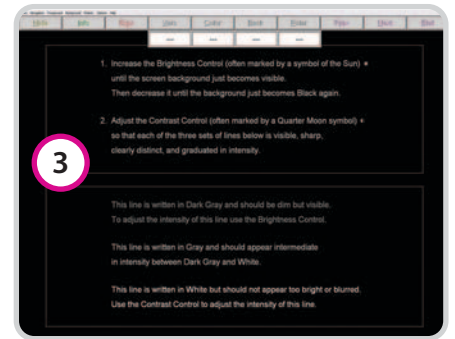 1. Increase the Brightness Control (often marked by a symbol of the Sun) *
until the screen background just becomes visible.
Then decrease it until the background just becomes Black again.
2. Adjust the Contrast Control (often marked by a Quarter Moon symbol)
so that each of the three sets of lines below is visible, sharp,
clearly distinct, and graduated in intensity.
3
This line is written in Dark Gray and should be dim but visible.
To adjust the intensity of this line use the Brightness Control.
This line is written in Gray and should appear intermediate
in intensity between Dark Gray and White.
This line is written in White but should not appear too bright or blurred.
Use the Contrast Control to adjust the intensity of this line.